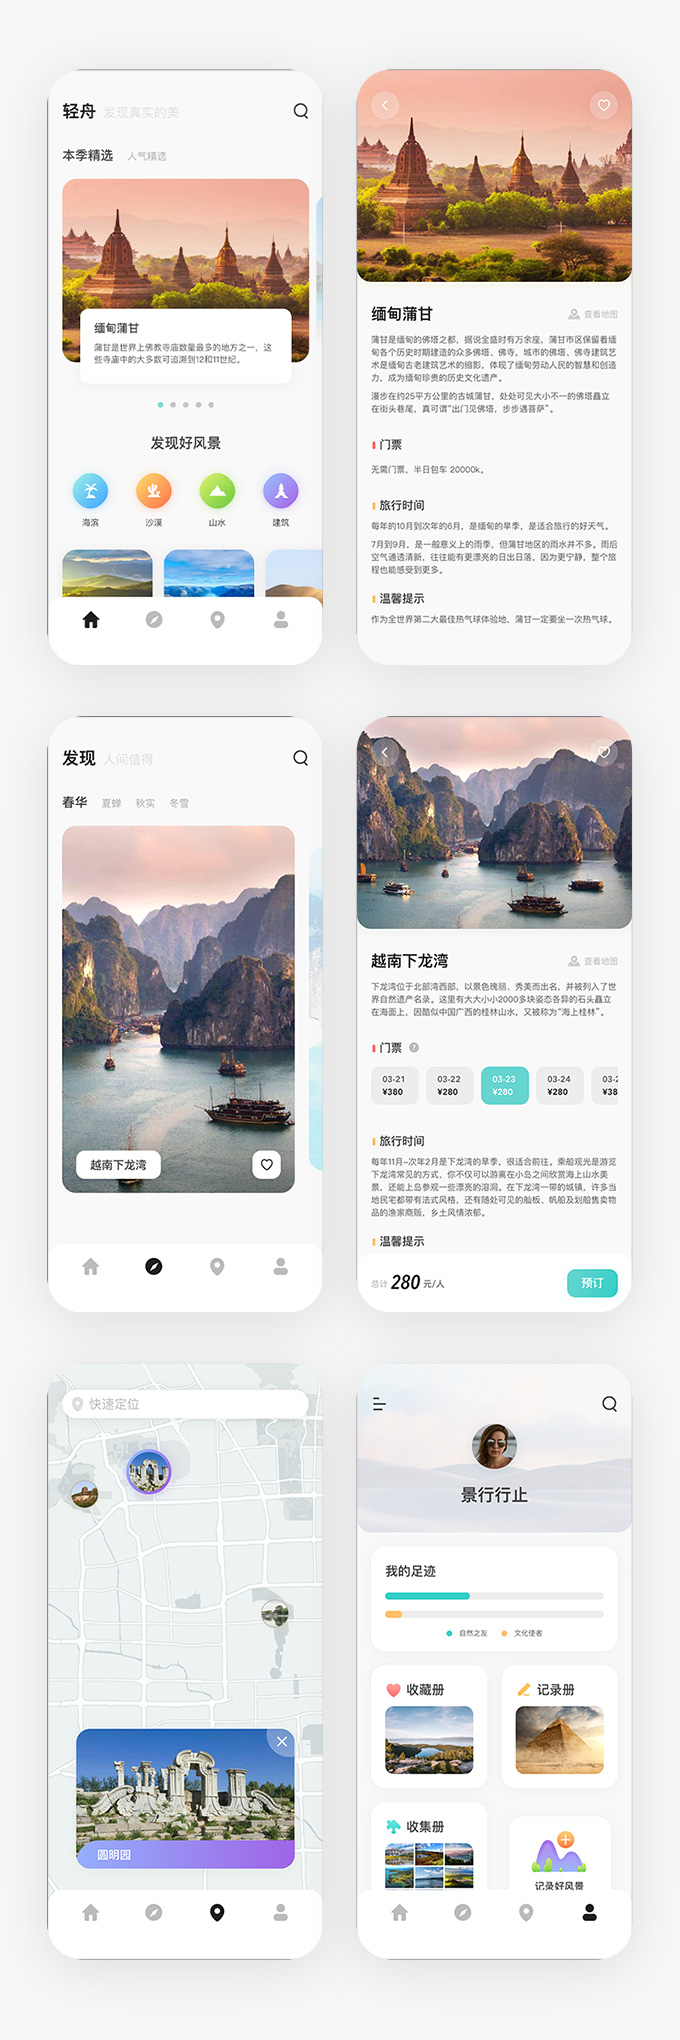 轻舟 发现真实的美
本季精选 人气精选
缅甸蒲甘
蒲甘是世界上佛教寺庙数量最多的地方之一，这
些寺庙中的大多数可追溯到12和11世纪。
发现好风景
海滨 沙漠 山水 建筑
缅甸蒲甘 查看地图
蒲甘是缅甸的佛塔之都，据说全盛时有万余座，蒲甘市区保留着缅
甸各个历史时期建造的众多佛塔、佛寺，城市的佛塔、佛寺建筑艺
术是缅甸古老建筑艺术的缩影，体现了缅甸劳动人民的智慧和创造
力，成为缅甸珍贵的历史文化遗产。
漫步在约25平方公里的古城蒲甘，处处可见大小不一的佛塔矗立
在街头巷尾，真可谓“出门见佛塔，步步遇菩萨”。
门票
无需门票，半日包车 20000k。
旅行时间
每年的10月到次年的6月，是缅甸的旱季，是适合旅行的好天气。
7月到9月，是一般意义上的雨季，但蒲甘地区的雨水并不多。雨后
空气通透清新，往往能有更漂亮的日出日落，因为更宁静，整个旅
程也能感受到更多。
温馨提示
作为全世界第二大最佳热气球体验地，蒲甘一定要坐一次热气球。
发现 人间值得
春华 夏蝉 秋实 冬雪
越南下龙湾
越南下龙湾 查看地图
下龙湾位于北部湾西部，以景色瑰丽、秀美而出名，并被列入了世
界自然遗产名录。这里有大大小小2000多块姿态各异的石头矗立
在海面上，因酷似中国广西的桂林山水，又被称为“海上桂林”。
门票 ?
03-21 03-22 03-23 03-24 03-2
¥380 ¥280 ¥280 ¥280 ¥38
旅行时间
每年11月-次年2月是下龙湾的旱季，很适合前往。乘船观光是游览
下龙湾常见的方式，你不仅可以游离在小岛之间欣赏海上山水美
景，还能上岛参观一些漂亮的溶洞。在下龙湾一带的城镇，许多当
地民宅都带有法式风格，还有随处可见的舢板、帆船及划船售卖物
品的渔家商贩，乡土风情浓郁。
温馨提示
总计 280 元/人 预订
快速定位
圆明园
景行行止
我的足迹
自然之友 文化使者
收藏册 记录册
收集册
记录好风景